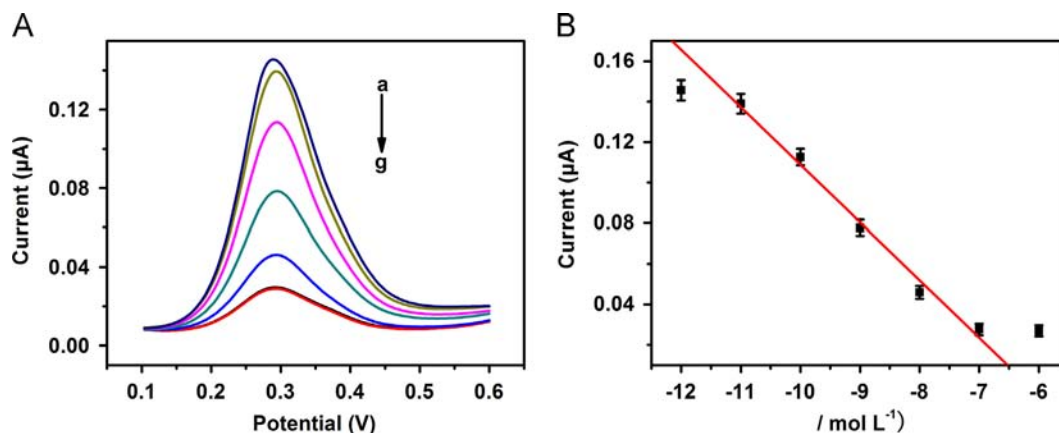 A
Current (µA)
0.12
0.08
0.04
0.00
a
g
0.1 0.2 0.3 0.4 0.5 0.6
Potential (V)
B
Current (µA)
0.16
0.12
0.08
0.04
-12 -11 -10 -9 -8 -7 -6
/ mol L⁻¹)